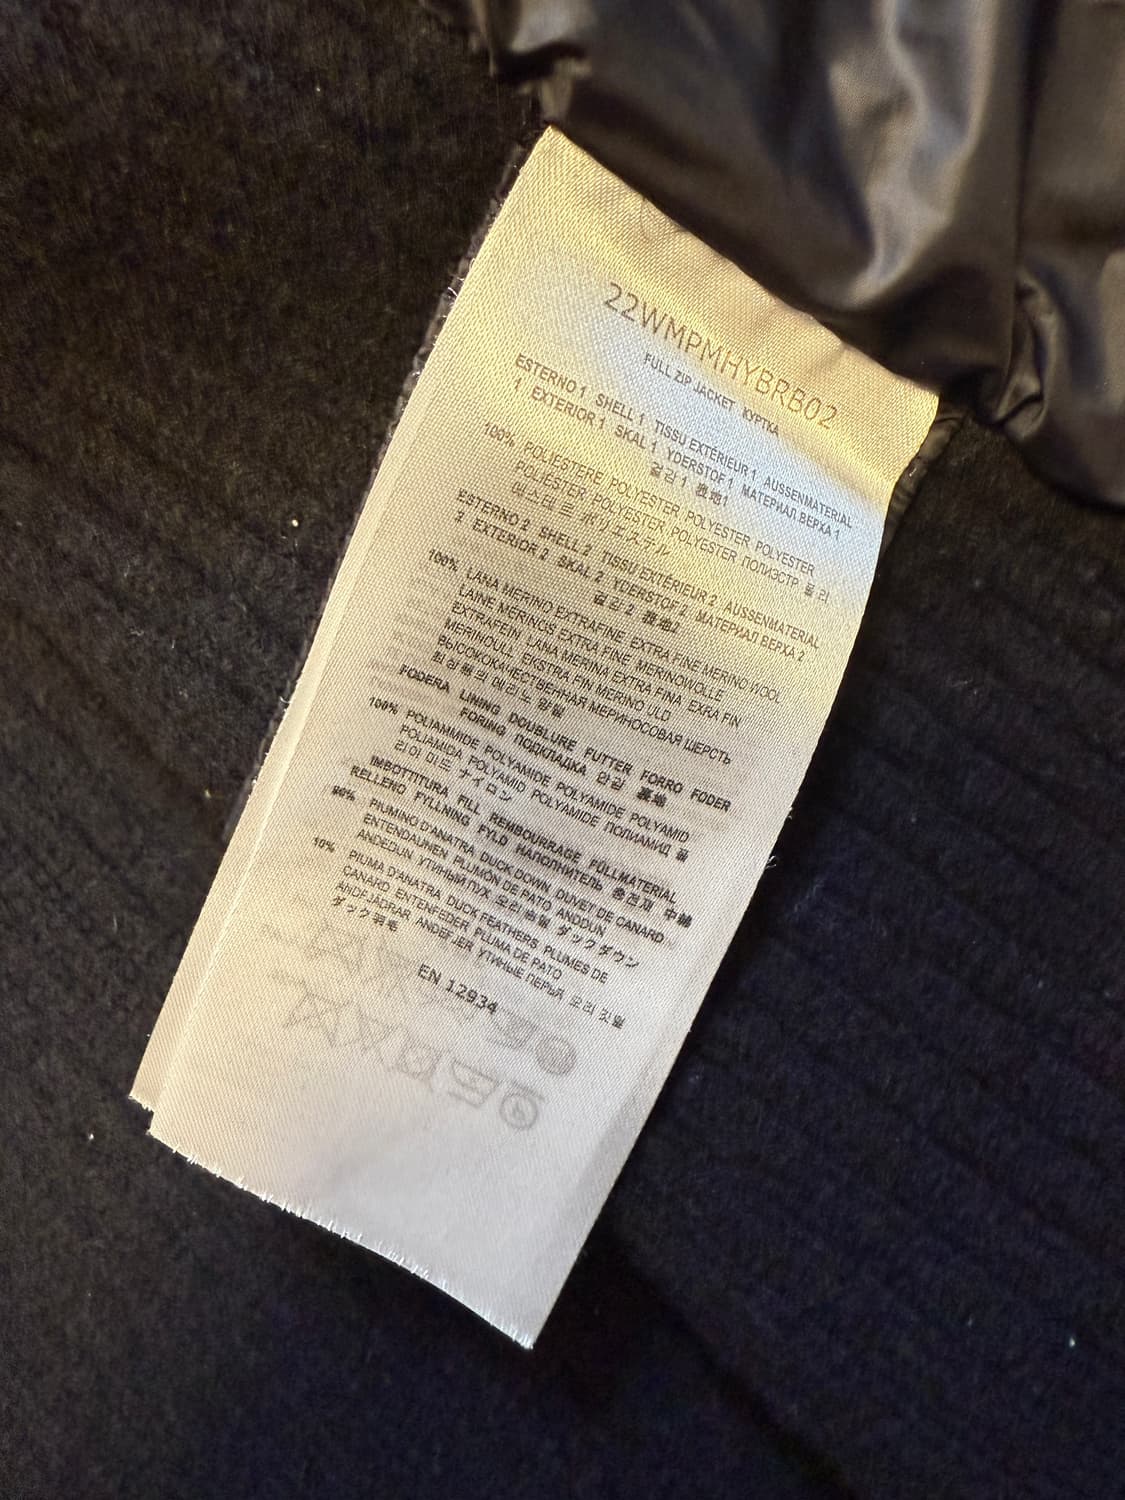 22WMPMHYBRB02
FULL ZIP JACKET КУРТКА
ESTERNO 1 SHELL 1 TISSU EXTÉRIEUR 1 AUSSENMATERIAL
1 EXTERIOR 1 SKAL 1 YDERSTOF 1 МАТЕРИАЛ ВЕРХА 1
겉감 1 表地1
100% POLIESTERE POLYESTER POLYESTER POLYESTER
POLIÉSTER POLYESTER POLYESTER ПОЛИЭСТР 폴리
에스테르 ポリエステル
ESTERNO 2 SHELL 2 TISSU EXTÉRIEUR 2 AUSSENMATERIAL
2 EXTERIOR 2 SKAL 2 YDERSTOF 2 МАТЕРИАЛ ВЕРХА 2
겉감 2 表地2
100% LANA MERINO EXTRAFINE EXTRA FINE MERINO WOOL
LAINE MERINOS EXTRA FINE MERINOWOLLE
EXTRAFEIN LANA MERINA EXTRA FINA EXRA FIN
MERINOULL EKSTRA FIN MERINO ULD
ВЫСОКОКАЧЕСТВЕННАЯ МЕРИНОСОВАЯ ШЕРСТЬ
메리노 양털
FODERA LINING DOUBLURE FUTTER FORRO FODER
FORING ПОДКЛАДКА 안감 裏地
100% POLIAMMIDE POLYAMIDE POLYAMIDE POLYAMID
POLIAMIDA POLYAMID POLYAMIDE ПОЛИАМИД 폴
리아미드 ナイロン
IMBOTTITURA FILL REMBOURRAGE FÜLLMATERIAL
RELLENO FYLLNING FYLD НАПОЛНИТЕЛЬ 충전재 中綿
90% PIUMINO D'ANATRA DUCK DOWN DUVET DE CANARD
ENTENDAUNEN PLUMÓN DE PATO ANDDUN
ANDEDUN УТИНЫЙ ПУХ 오리 솜털 ダックダウン
10% PIUMA D'ANATRA DUCK FEATHERS PLUMES DE
CANARD ENTENFEDER PLUMA DE PATO
ANDFJÄDRAR ANDEFJER УТИНЫЕ ПЕРЬЯ 오리 깃털
ダック羽毛
EN 12934